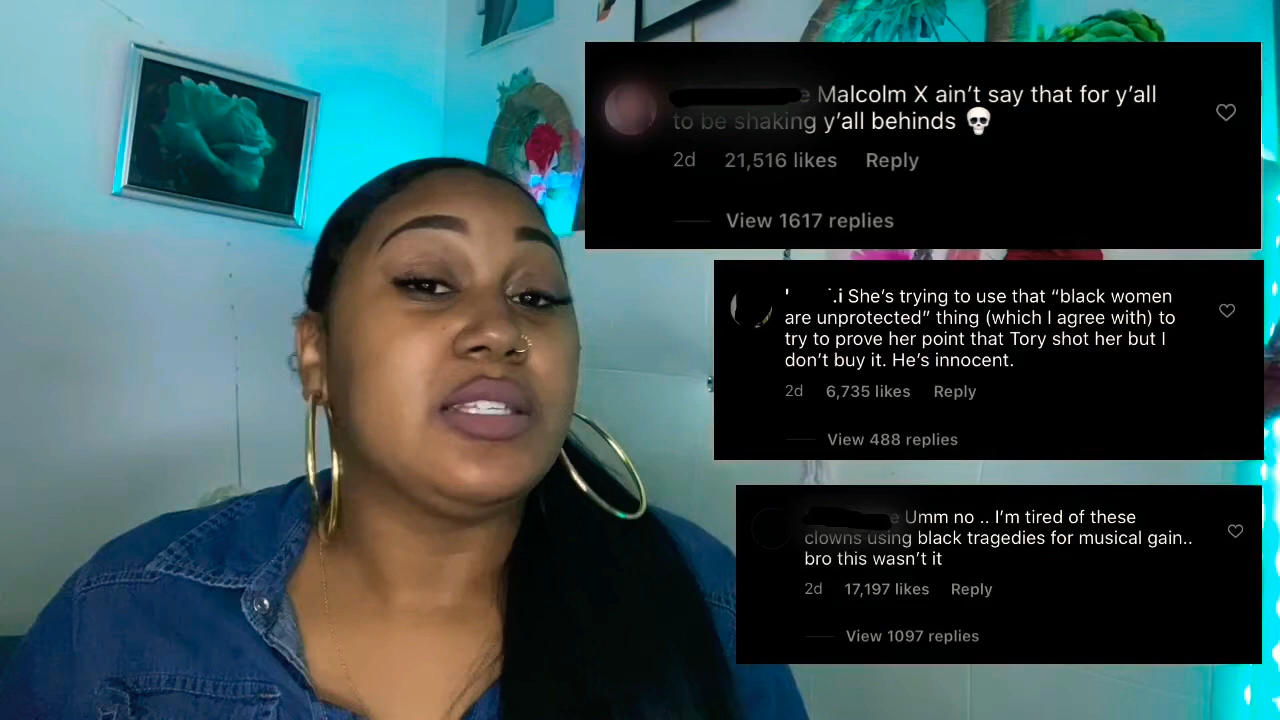 e Malcolm X ain't say that for y'all
to be shaking y'all behinds 💀
2d 21,516 likes Reply
View 1617 replies
.i She's trying to use that “black women
are unprotected” thing (which I agree with) to
try to prove her point that Tory shot her but I
don't buy it. He's innocent.
2d 6,735 likes Reply
View 488 replies
e Umm no .. I'm tired of these
clowns using black tragedies for musical gain..
bro this wasn't it
2d 17,197 likes Reply
View 1097 replies